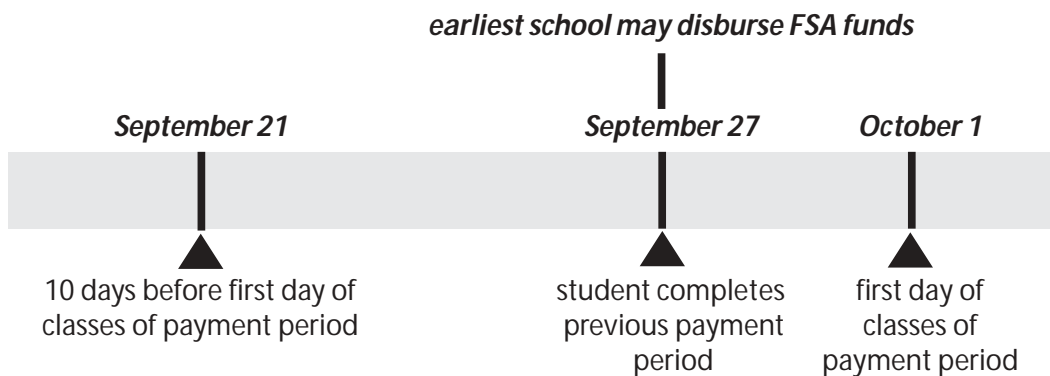 earliest school may disburse FSA funds
September 21
September 27
October 1
10 days before first day of
classes of payment period
student completes
previous payment
period
first day of
classes of
payment period